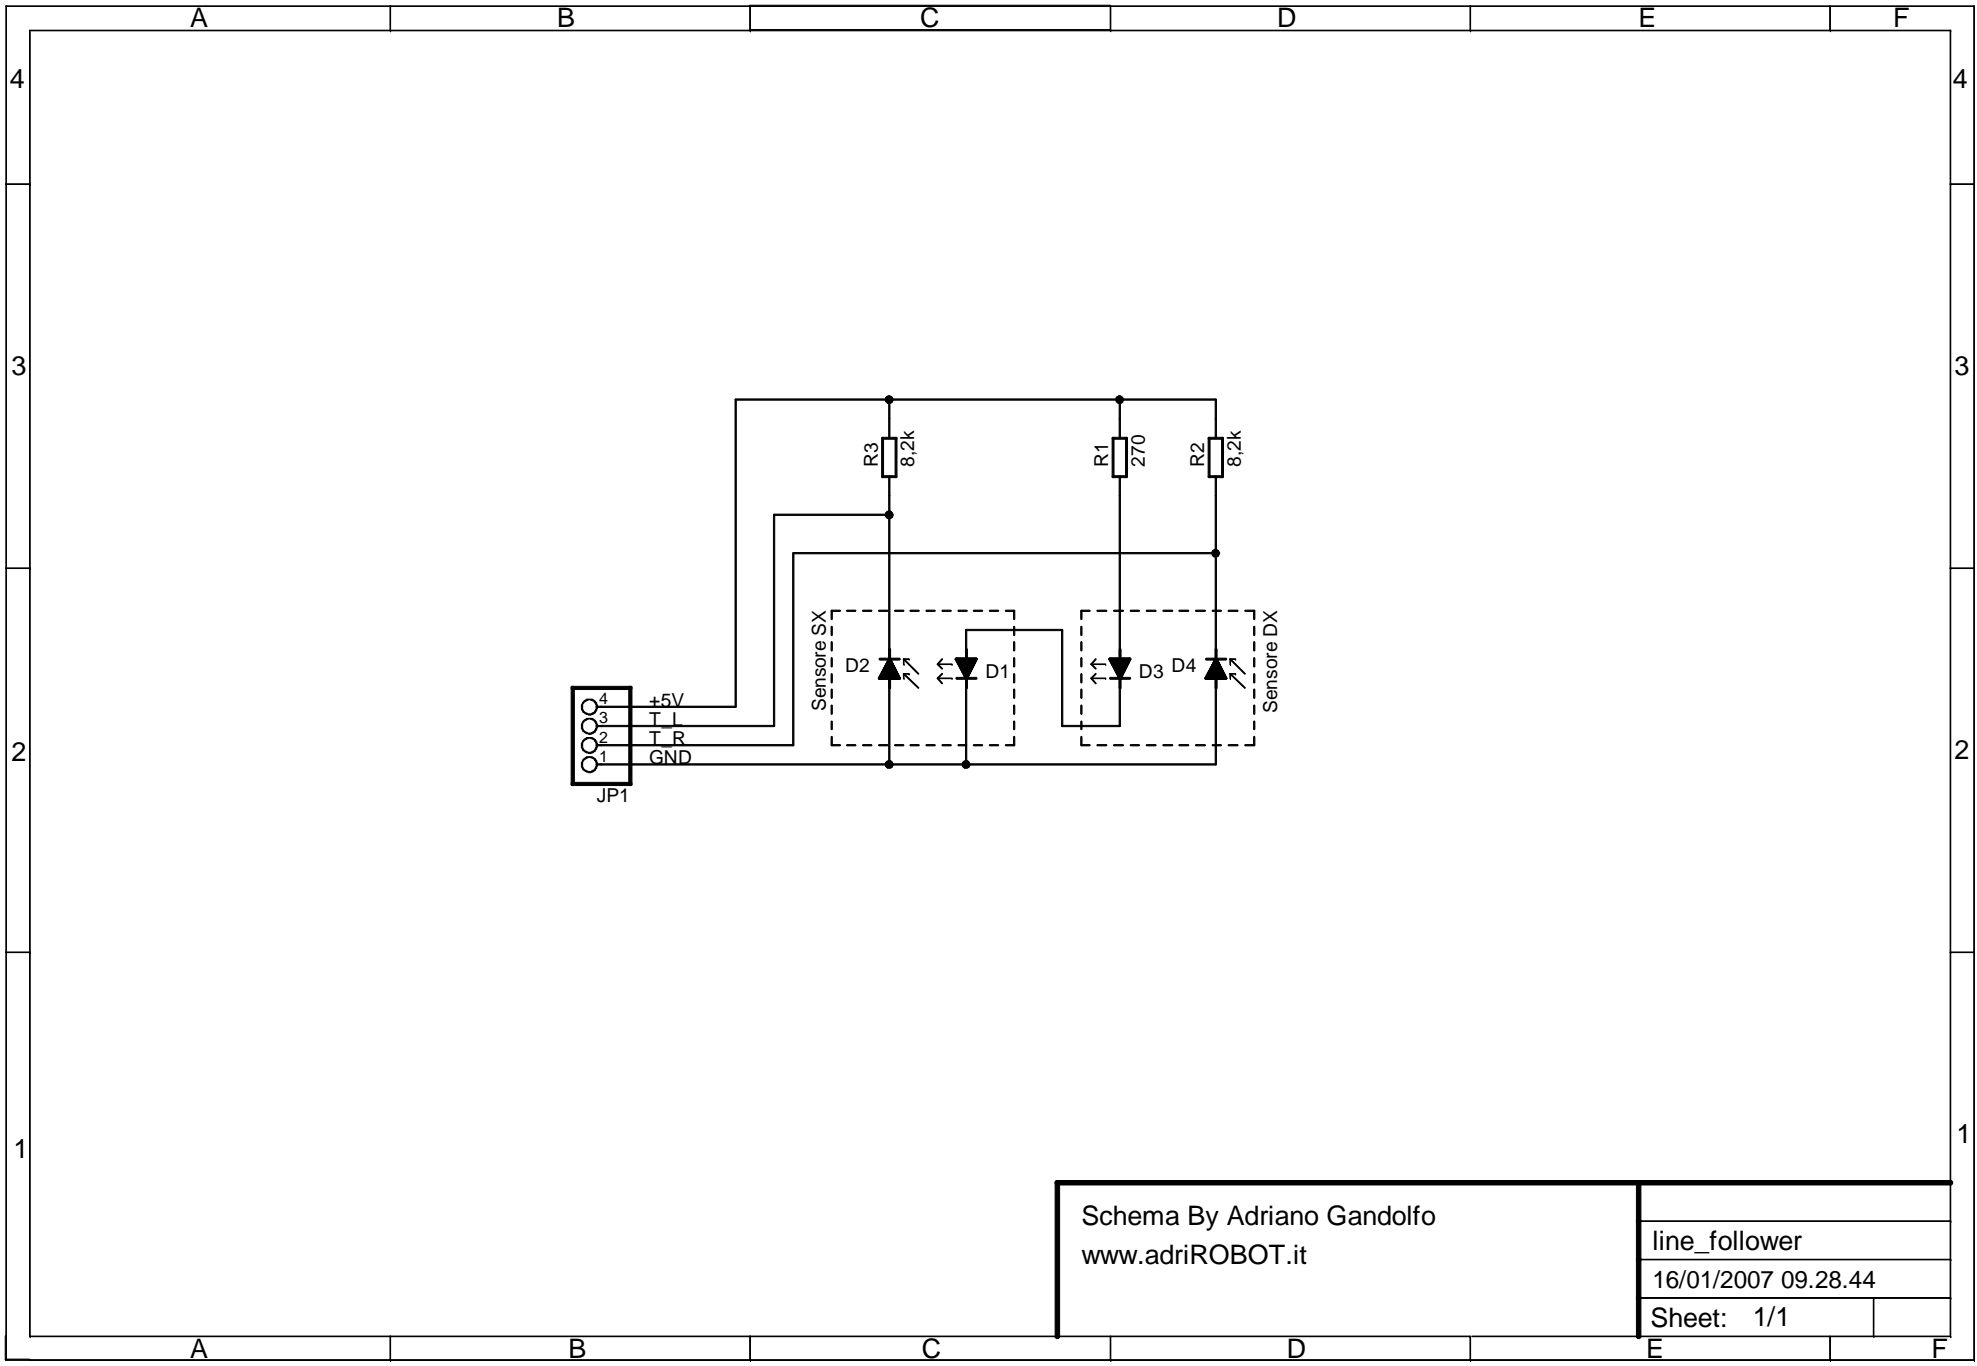 A B C D E F
4 4
3 3
2 2
1 1
R3 8,2k
R1 270
R2 8,2k
Sensore SX
D2
D1
D3
D4
Sensore DX
4 +5V
3 T_L
2 T_R
1 GND
JP1
Schema By Adriano Gandolfo
www.adriROBOT.it
line_follower
16/01/2007 09.28.44
Sheet: 1/1
A B C D E F